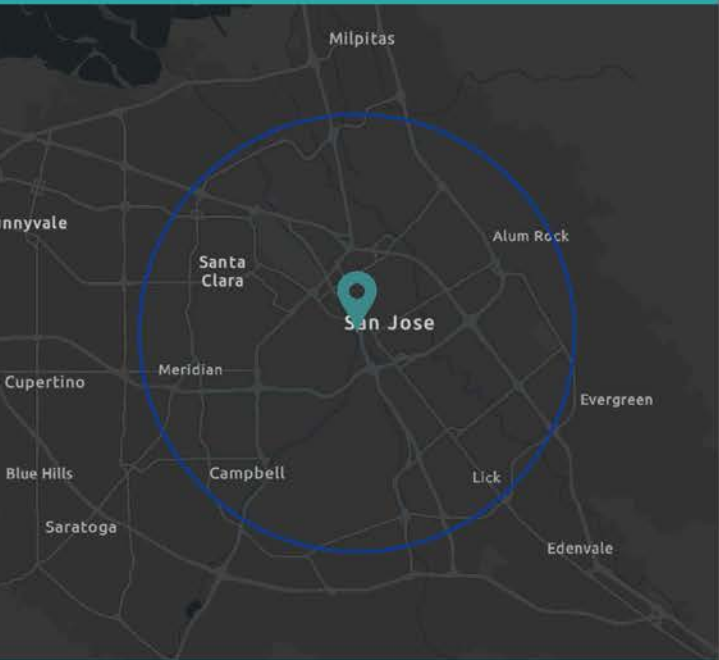 Milpitas
nnyvale
Alum Rock
Santa
Clara
San Jose
Meridian
Cupertino
Evergreen
Blue Hills
Campbell
Lick
Saratoga
Edenvale